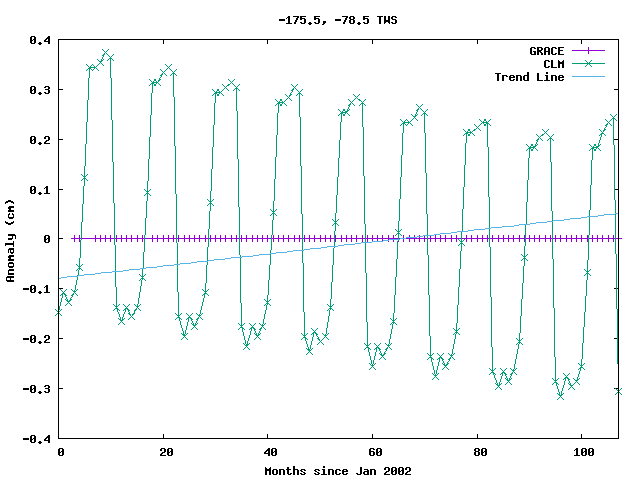 -175.5, -78.5 TWS
GRACE
CLM
Trend Line
0.4
0.3
0.2
0.1
0
-0.1
-0.2
-0.3
-0.4
Anomaly (cm)
0 20 40 60 80 100
Months since Jan 2002